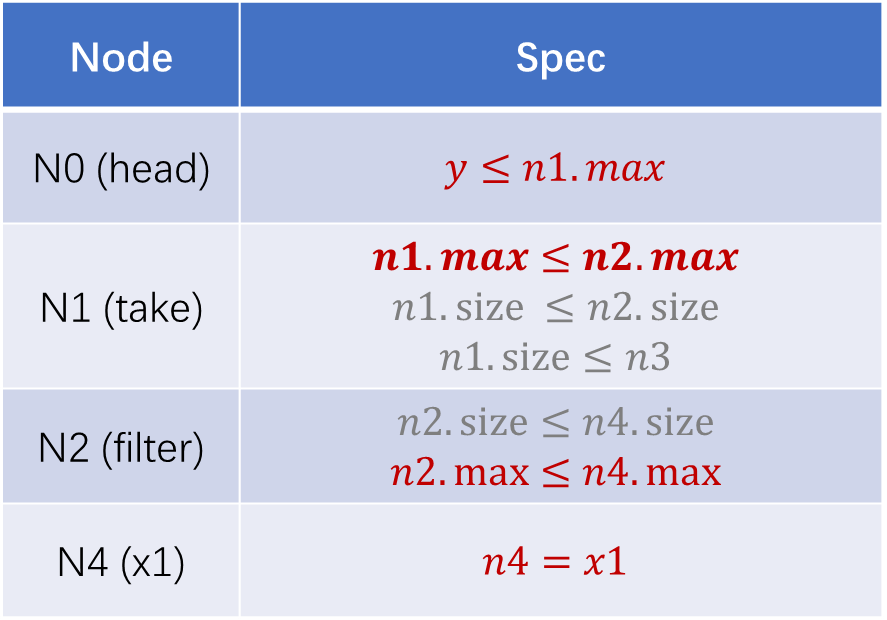 Node Spec
N0 (head) y ≤ n1.max
n1.max ≤ n2.max
N1 (take) n1.size ≤ n2.size
n1.size ≤ n3
N2 (filter) n2.size ≤ n4.size
n2.max ≤ n4.max
N4 (x1) n4 = x1